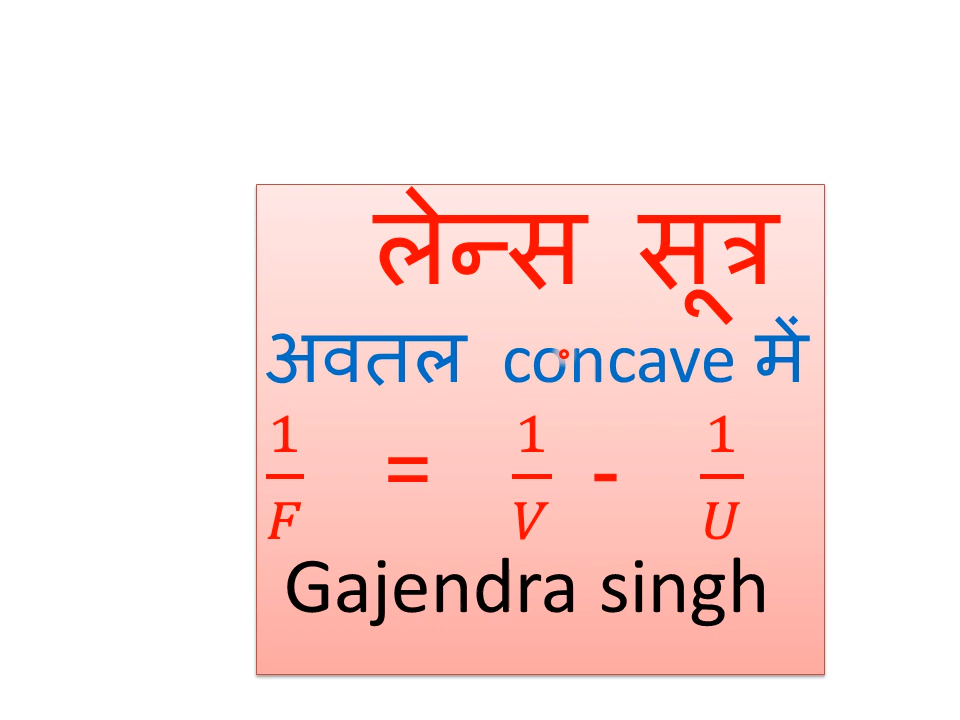 लेन्स सूत्र
अवतल concave में
1/F = 1/V - 1/U
Gajendra singh